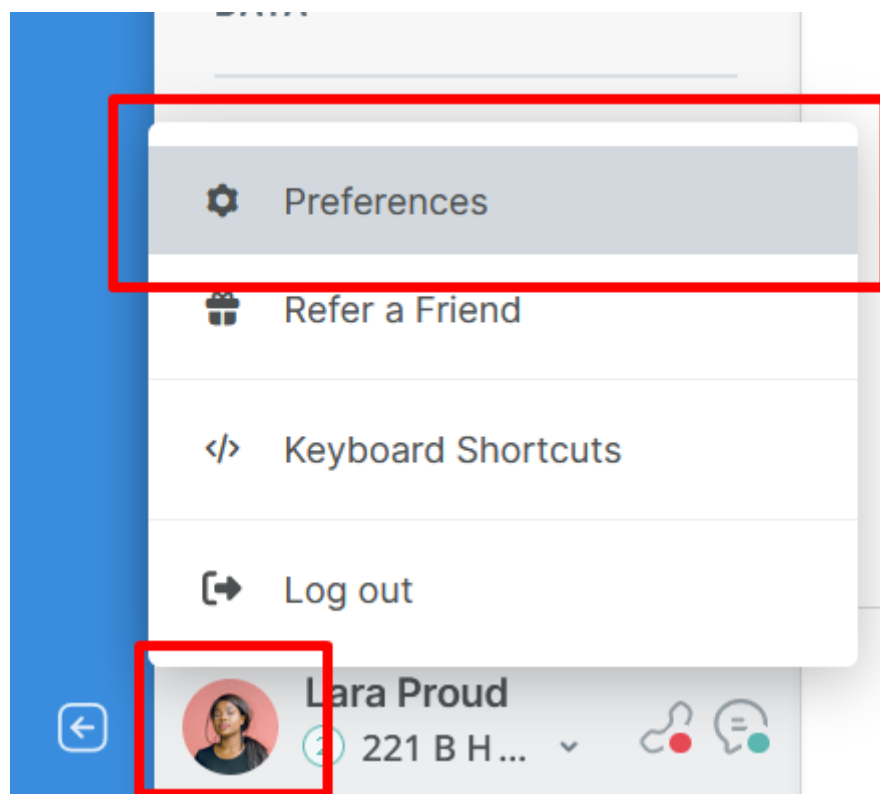 Preferences
Refer a Friend
</> Keyboard Shortcuts
Log out
Lara Proud
2 221 B H ...